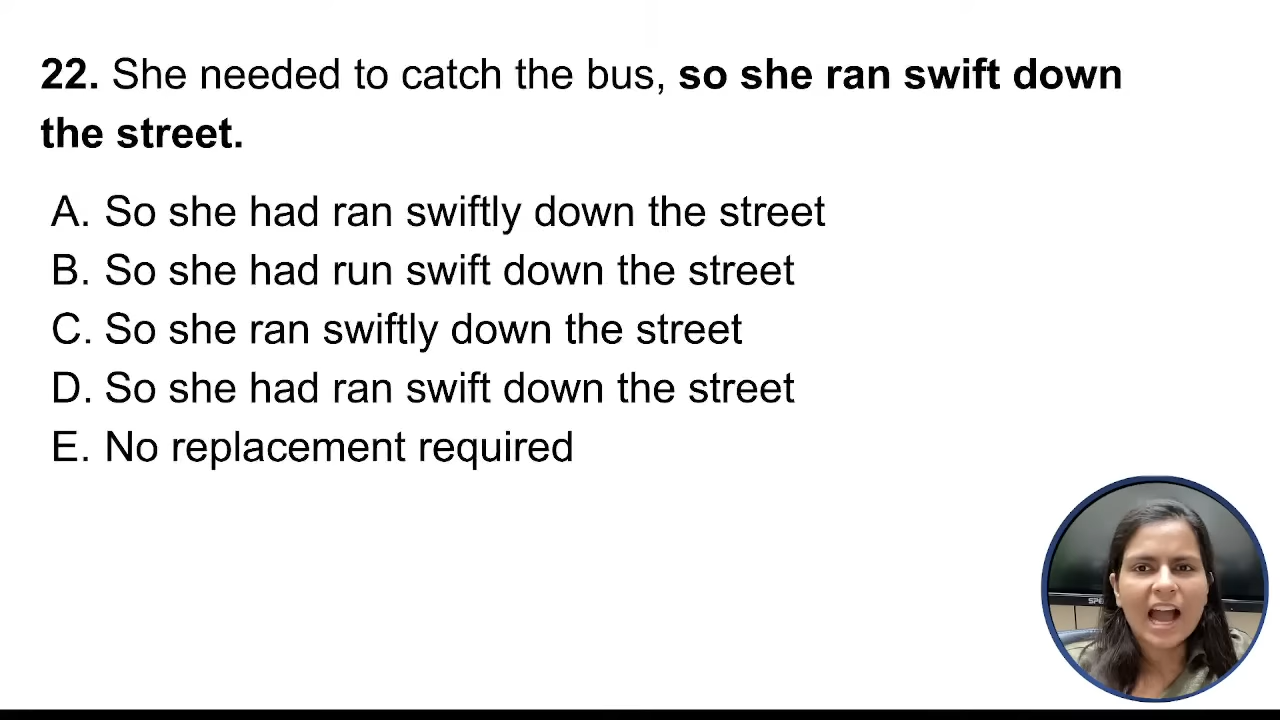 22. She needed to catch the bus, so she ran swift down
the street.
A. So she had ran swiftly down the street
B. So she had run swift down the street
C. So she ran swiftly down the street
D. So she had ran swift down the street
E. No replacement required